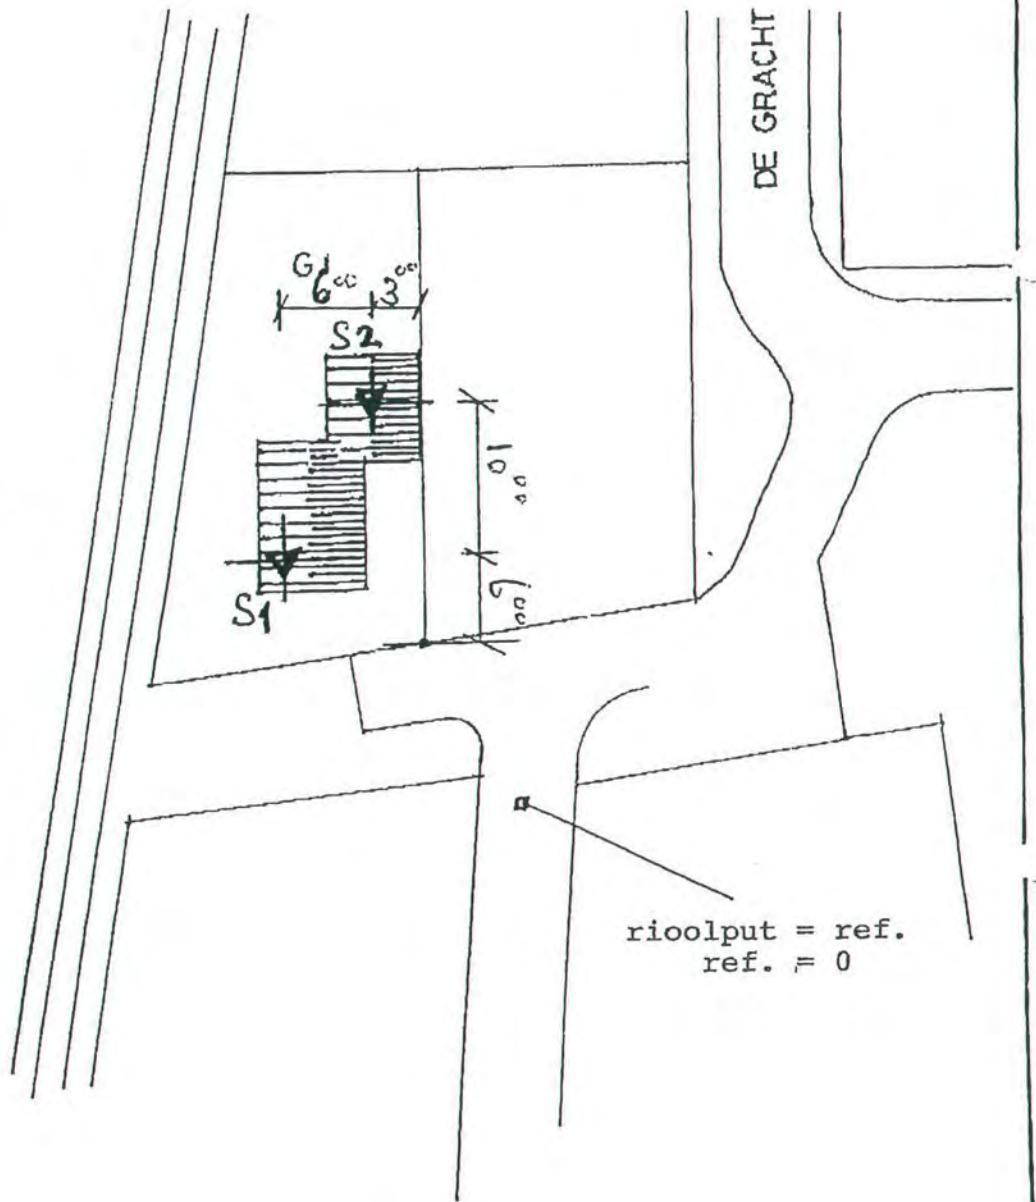 DE GRACHT
6⁰⁰
3⁰⁰
S2
10⁰⁰
6⁰⁰
S1
rioolput = ref.
ref. = 0